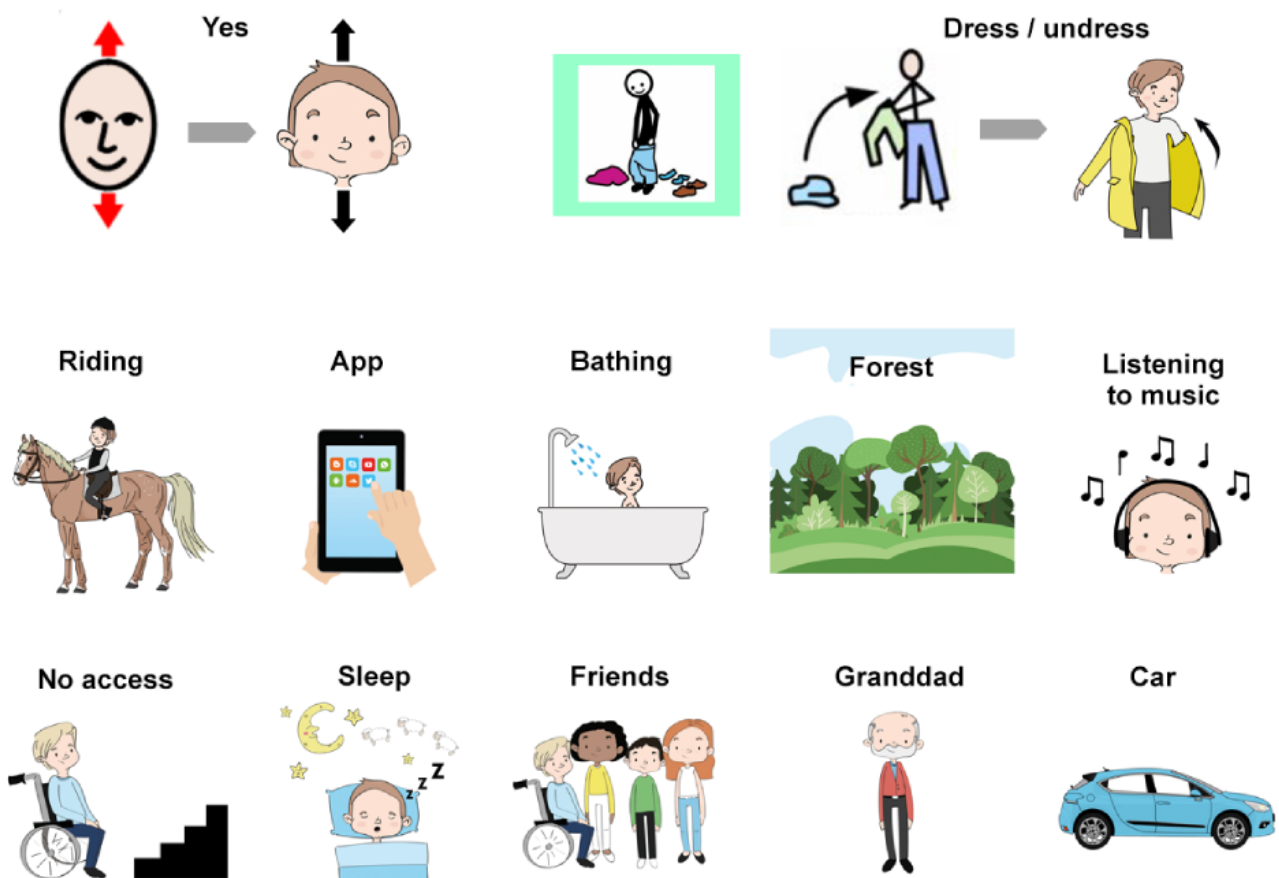 Yes
Dress / undress
Riding
App
Bathing
Forest
Listening
to music
No access
Sleep
Friends
Granddad
Car
z z Z